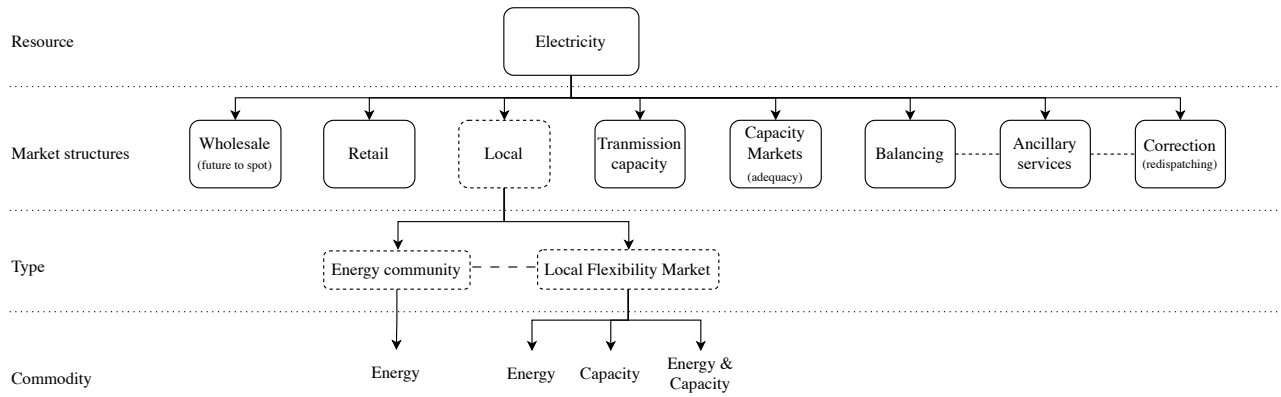 Resource
Electricity
Market structures
Wholesale
(future to spot)
Retail
Local
Tranmission
capacity
Capacity
Markets
(adequacy)
Balancing
Ancillary
services
Correction
(redispatching)
Type
Energy community
Local Flexibility Market
Commodity
Energy
Energy
Capacity
Energy &
Capacity